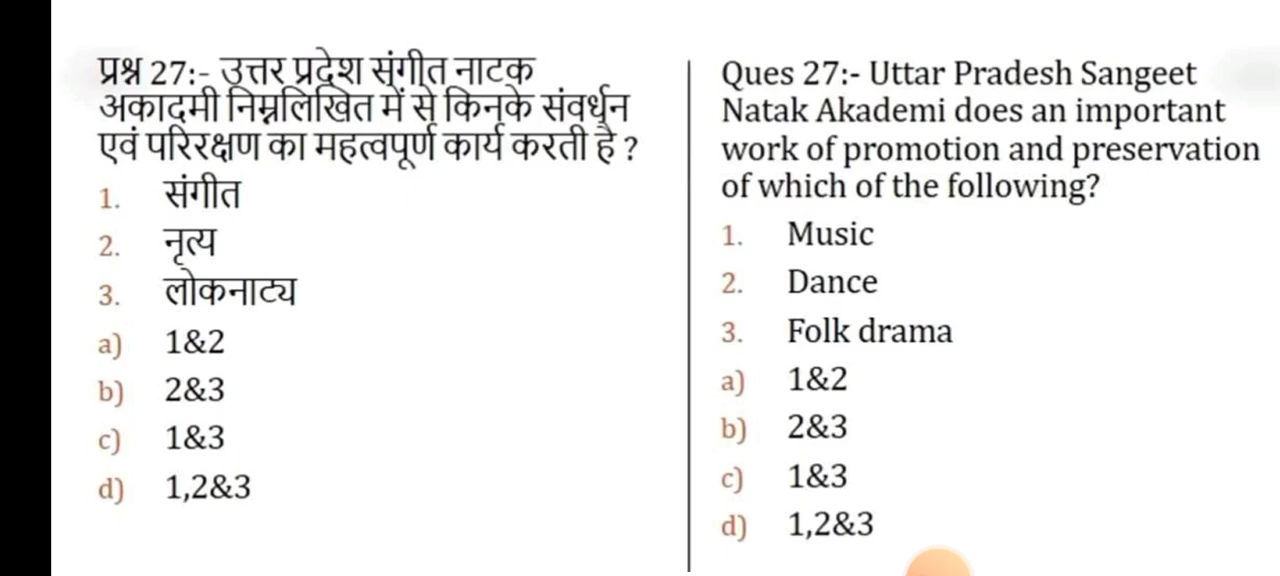 प्रश्न 27:- उत्तर प्रदेश संगीत नाटक
अकादमी निम्नलिखित में से किनके संवर्धन
एवं परिरक्षण का महत्वपूर्ण कार्य करती है ?
1. संगीत
2. नृत्य
3. लोकनाट्य
a) 1&2
b) 2&3
c) 1&3
d) 1,2&3
Ques 27:- Uttar Pradesh Sangeet
Natak Akademi does an important
work of promotion and preservation
of which of the following?
1. Music
2. Dance
3. Folk drama
a) 1&2
b) 2&3
c) 1&3
d) 1,2&3